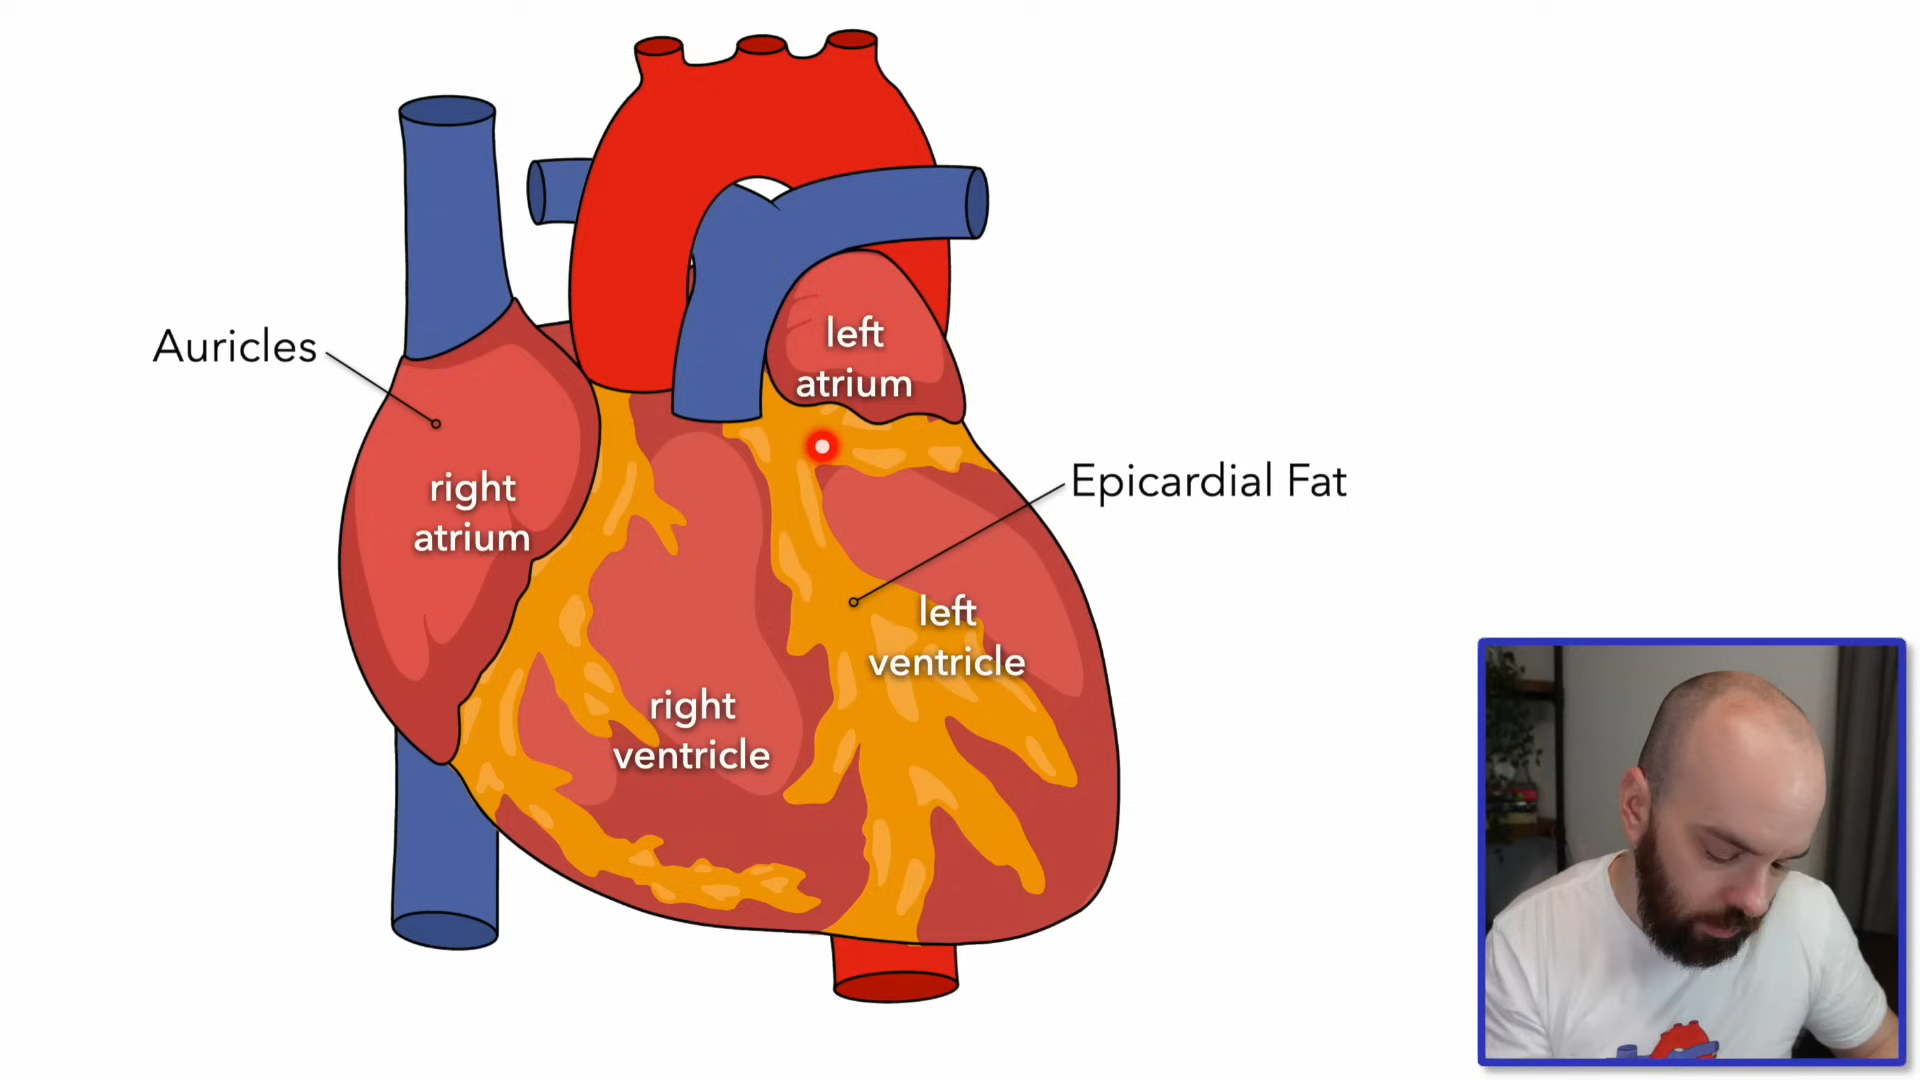 left
atrium
Auricles
right
atrium
Epicardial Fat
left
ventricle
right
ventricle